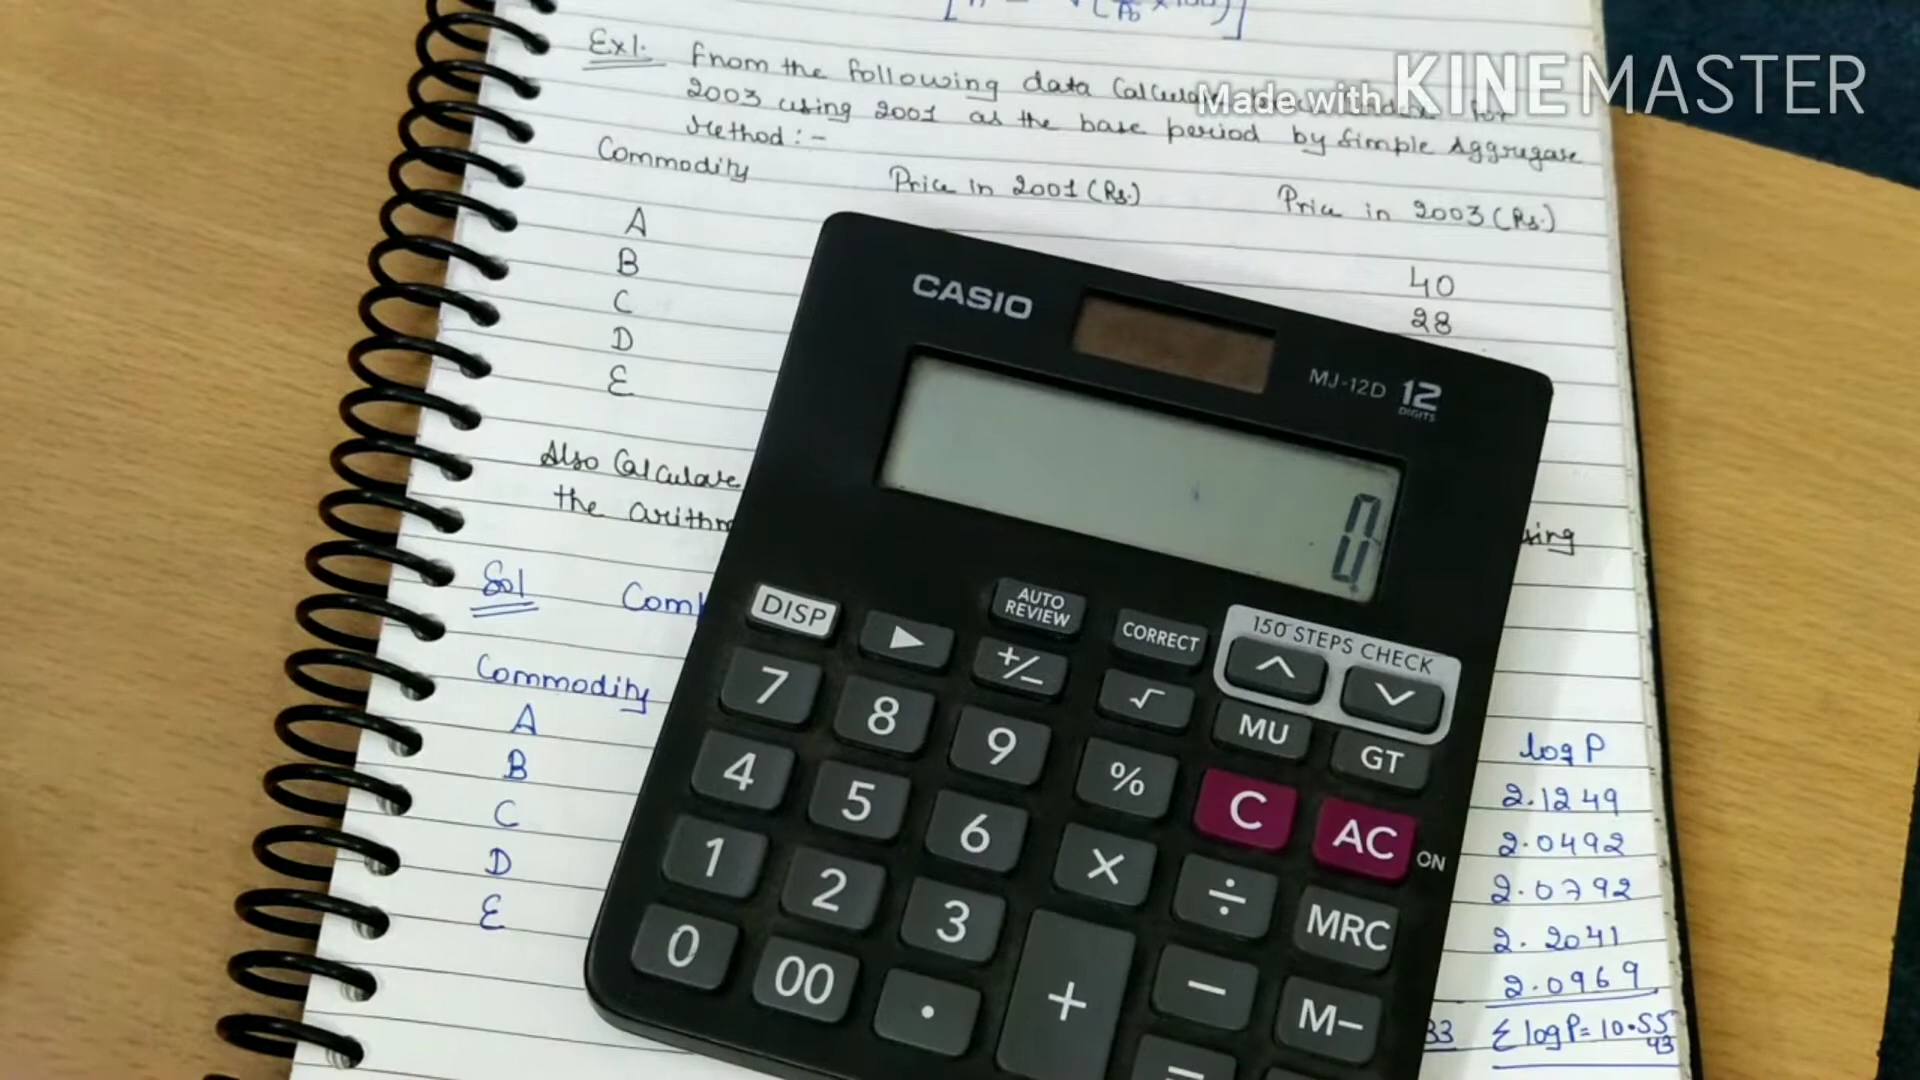 Made with KINEMASTER
Ex1. From the following data Calculate for
2003 using 2001 as the base period by Simple Aggregate
Method :-
Commodity Price in 2001 (Rs.) Price in 2003 (Rs.)
A 40
B 28
C
D
E
Also Calculate
the using
Sol
Commodity log P
A 2.1249
B 2.0492
C 2.0792
D 2.2041
E 2.0969
33 Σ log P = 10.5543
CASIO
MJ-12D 12
DIGITS
0.
DISP ▶ AUTO REVIEW CORRECT 150 STEPS CHECK
7 8 +/- √ MU GT
4 5 9 % C AC ON
1 2 6 × ÷ MRC
0 00 3 + − M−
. =